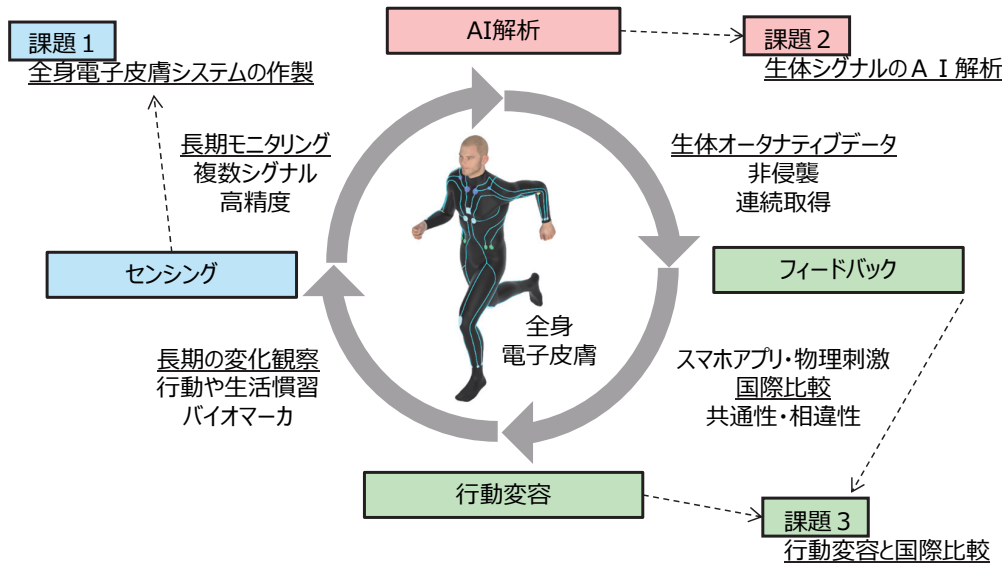 AI解析
課題1
全身電子皮膚システムの作製
課題2
生体シグナルのAI解析
長期モニタリング
複数シグナル
高精度
生体オータナティブデータ
非侵襲
連続取得
センシング
フィードバック
全身
電子皮膚
長期の変化観察
行動や生活慣習
バイオマーカ
スマホアプリ・物理刺激
国際比較
共通性・相違性
行動変容
課題3
行動変容と国際比較